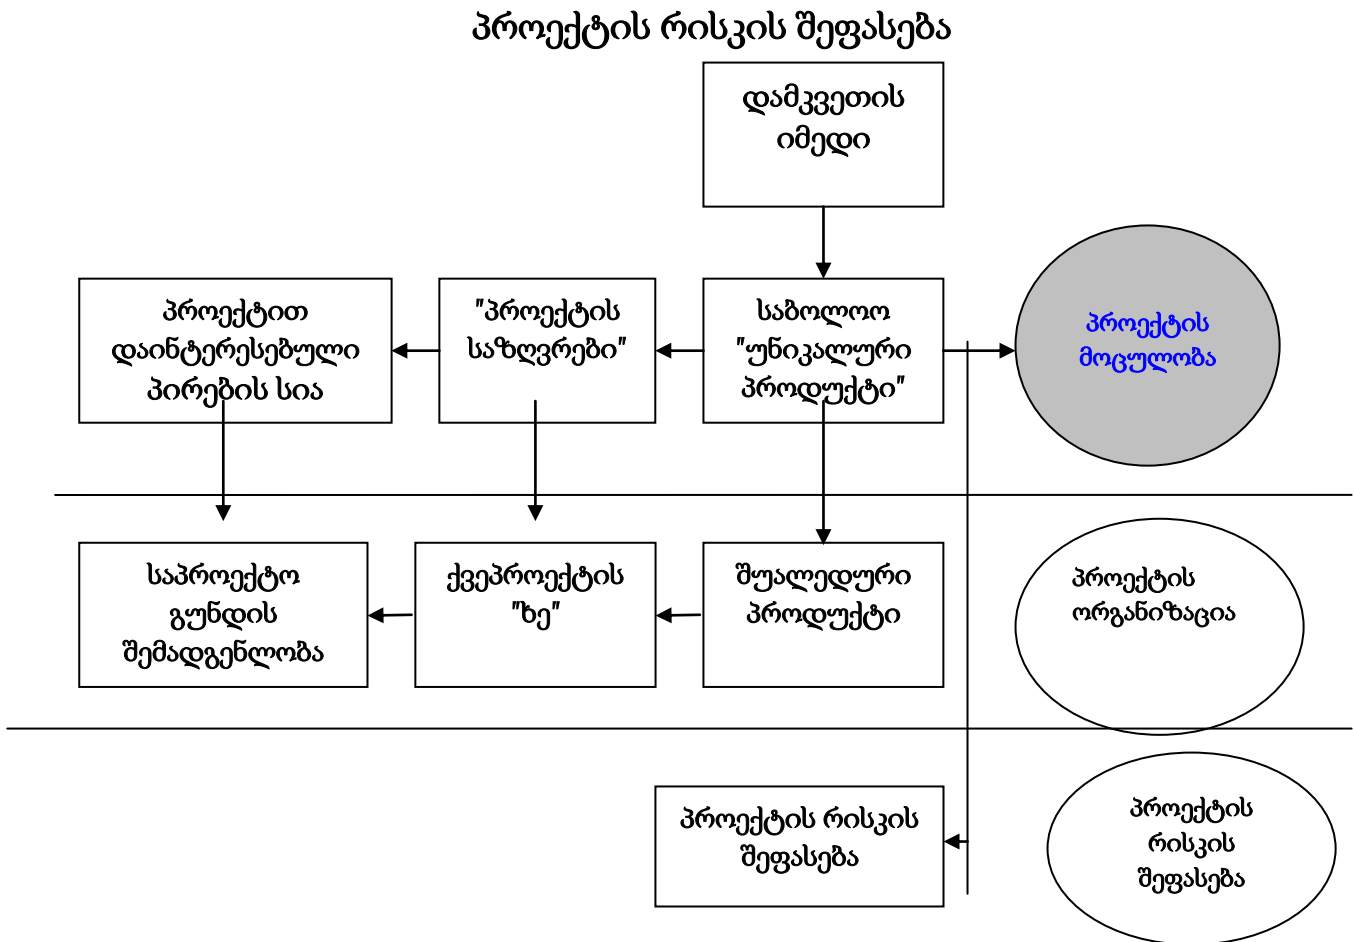 პროექტის რისკის შეფასება
დამკვეთის
იმედი
პროექტით
დაინტერესებული
პირების სია
"პროექტის
საზღვრები"
საბოლოო
"უნიკალური
პროდუქტი"
პროექტის
მოცულობა
საპროექტო
გუნდის
შემადგენლობა
ქვეპროექტის
"ხე"
შუალედური
პროდუქტი
პროექტის
ორგანიზაცია
პროექტის რისკის
შეფასება
პროექტის
რისკის
შეფასება